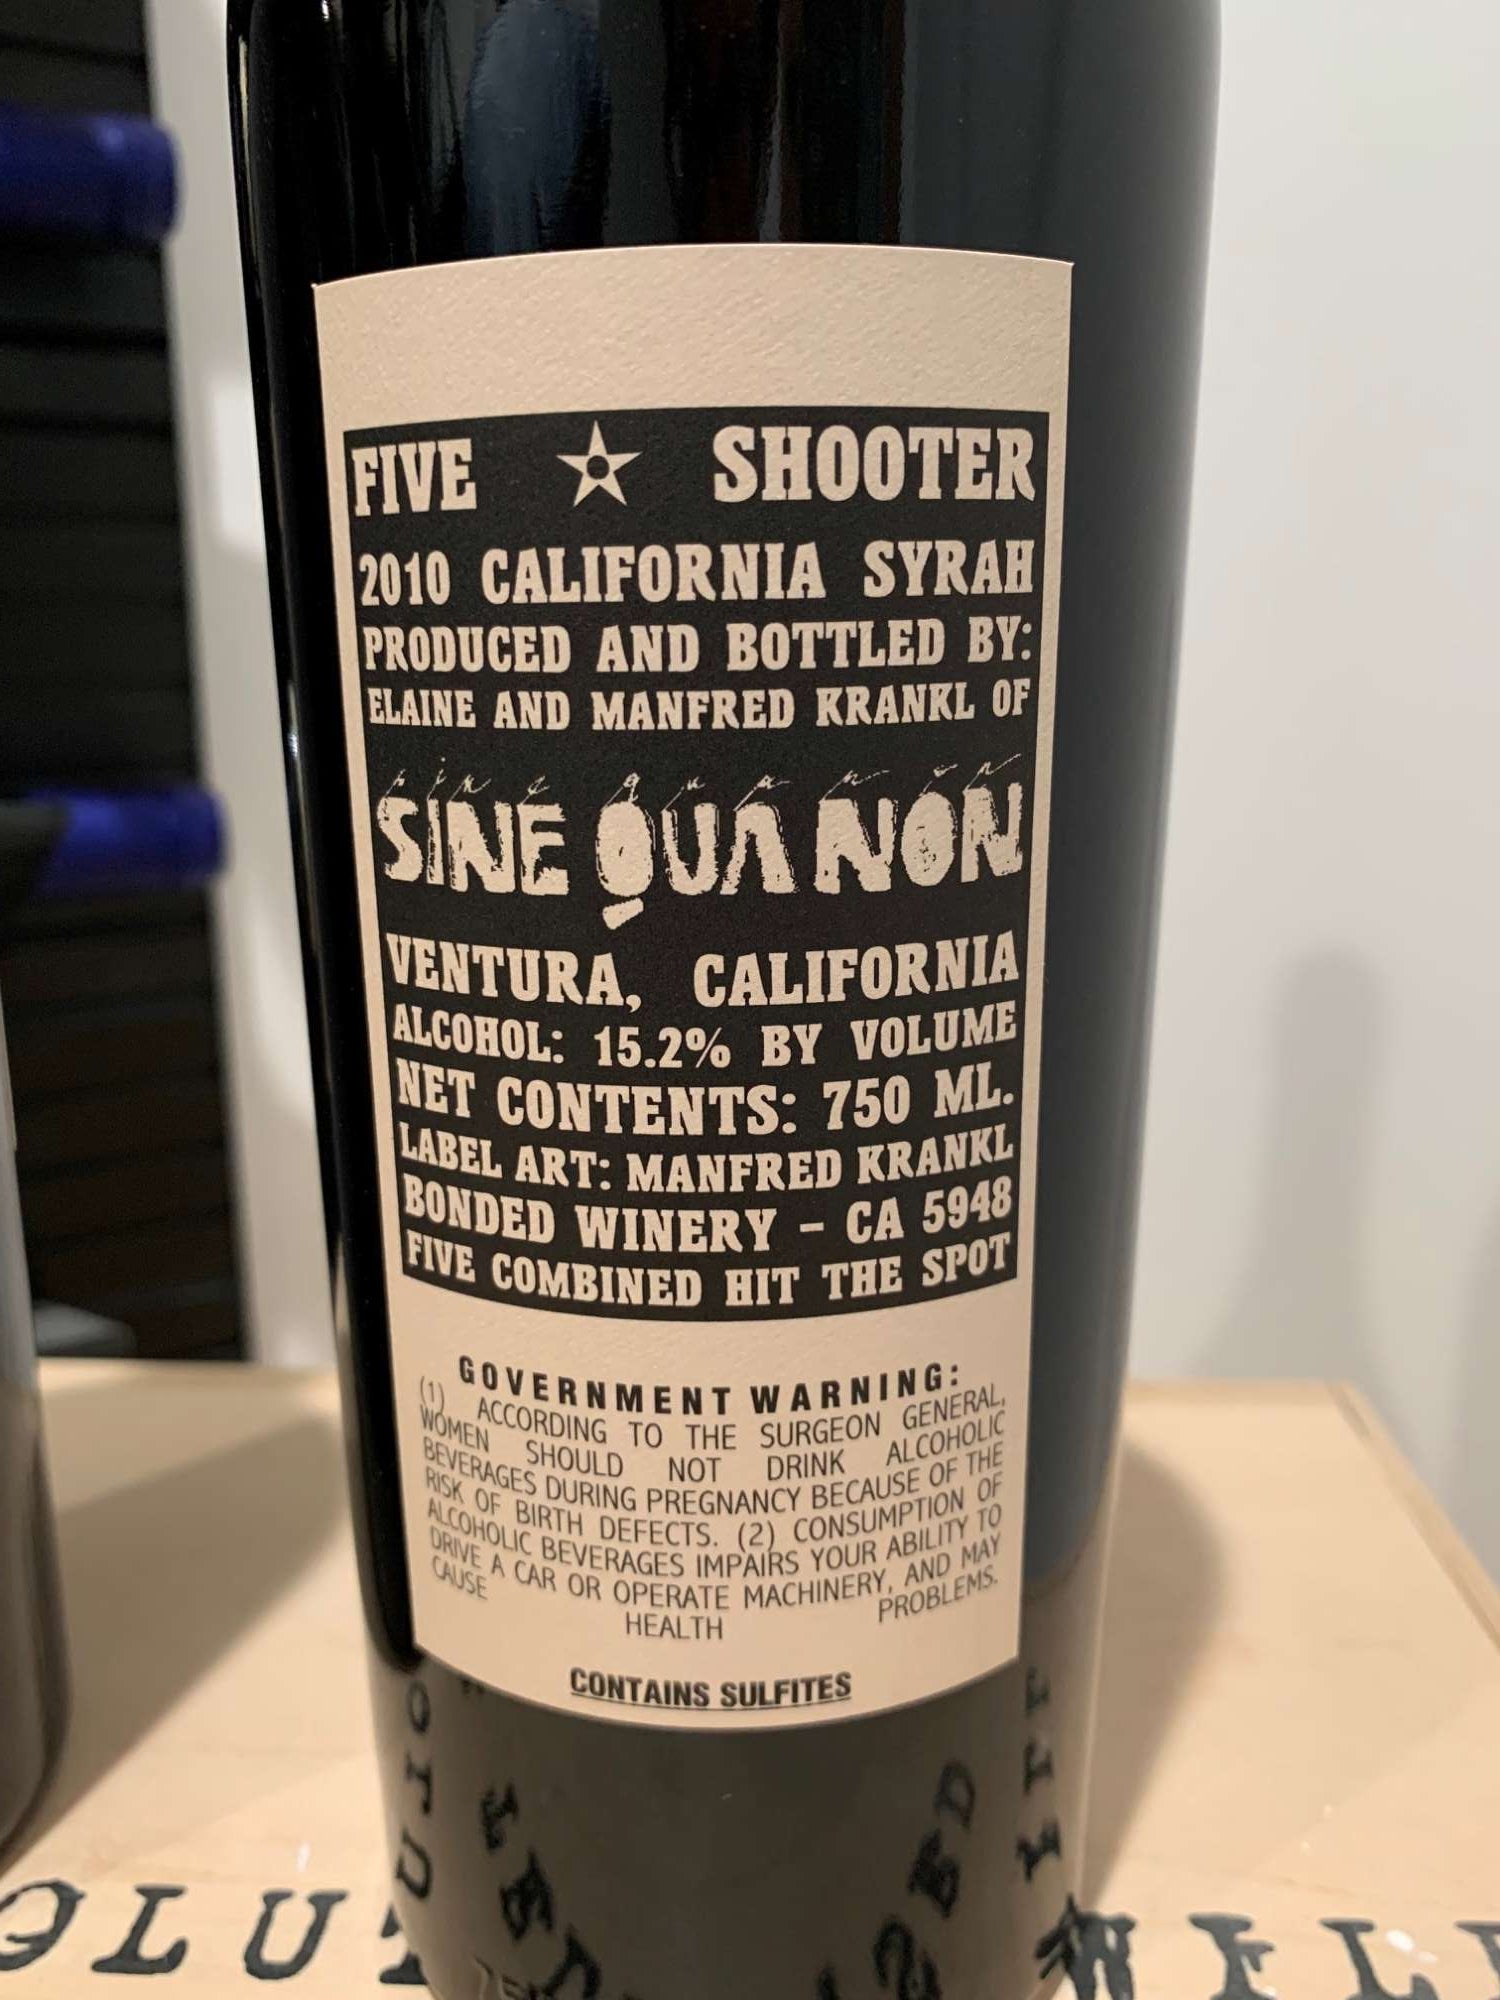 FIVE SHOOTER
2010 CALIFORNIA SYRAH
PRODUCED AND BOTTLED BY:
ELAINE AND MANFRED KRANKL OF
sine qua non
SINE QUA NON
VENTURA, CALIFORNIA
ALCOHOL: 15.2% BY VOLUME
NET CONTENTS: 750 ML.
LABEL ART: MANFRED KRANKL
BONDED WINERY - CA 5948
FIVE COMBINED HIT THE SPOT
GOVERNMENT WARNING:
(1) ACCORDING TO THE SURGEON GENERAL,
WOMEN SHOULD NOT DRINK ALCOHOLIC
BEVERAGES DURING PREGNANCY BECAUSE OF THE
RISK OF BIRTH DEFECTS. (2) CONSUMPTION OF
ALCOHOLIC BEVERAGES IMPAIRS YOUR ABILITY TO
DRIVE A CAR OR OPERATE MACHINERY, AND MAY
CAUSE HEALTH PROBLEMS.
CONTAINS SULFITES